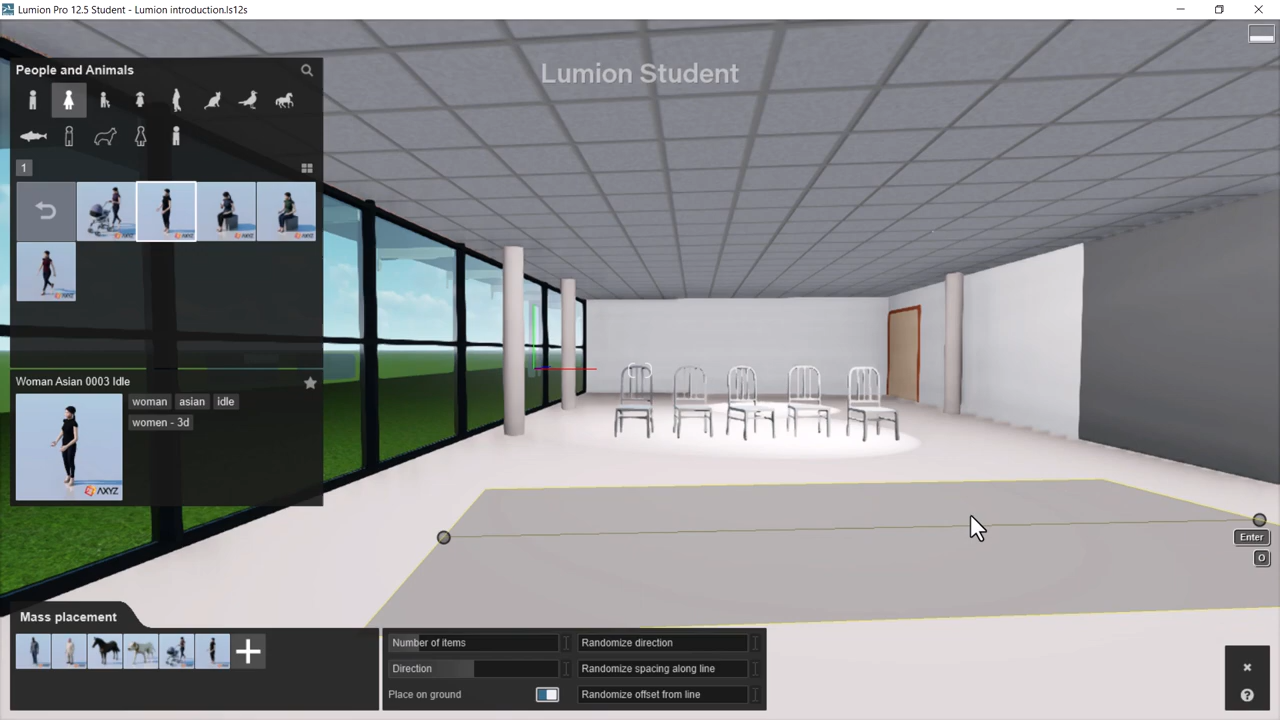 Lumion Pro 12.5 Student - Lumion introduction.ls12s
Lumion Student
People and Animals
1
Woman Asian 0003 Idle
woman asian idle
women - 3d
AXYZ
Enter
O
Mass placement
Number of items
Randomize direction
Direction
Randomize spacing along line
Place on ground
Randomize offset from line